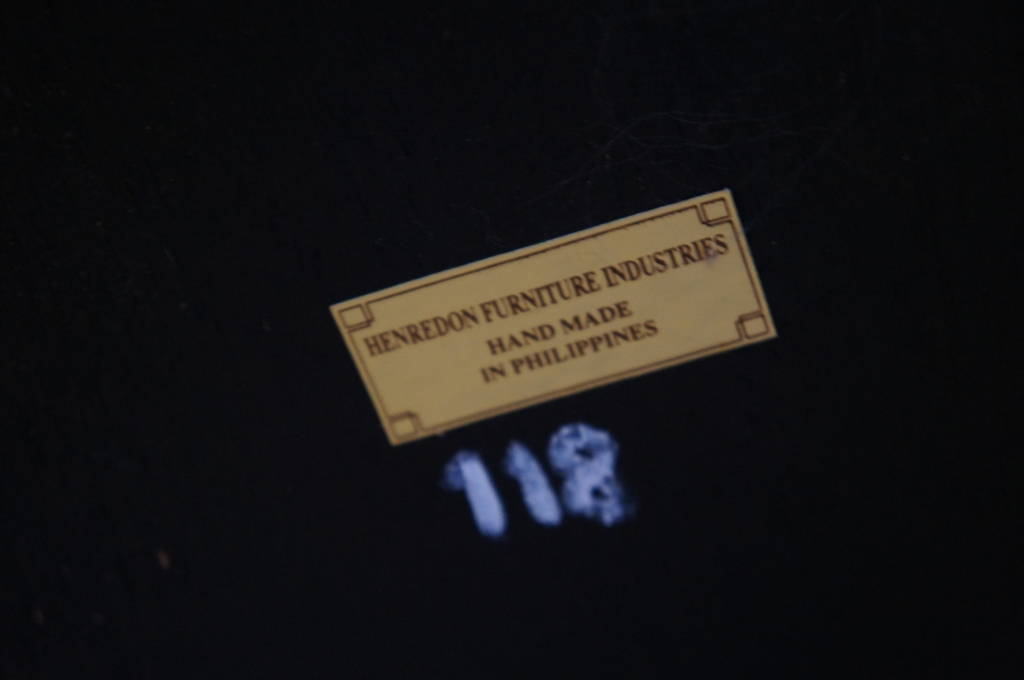 HENREDON FURNITURE INDUSTRIES
HAND MADE
IN PHILIPPINES
118